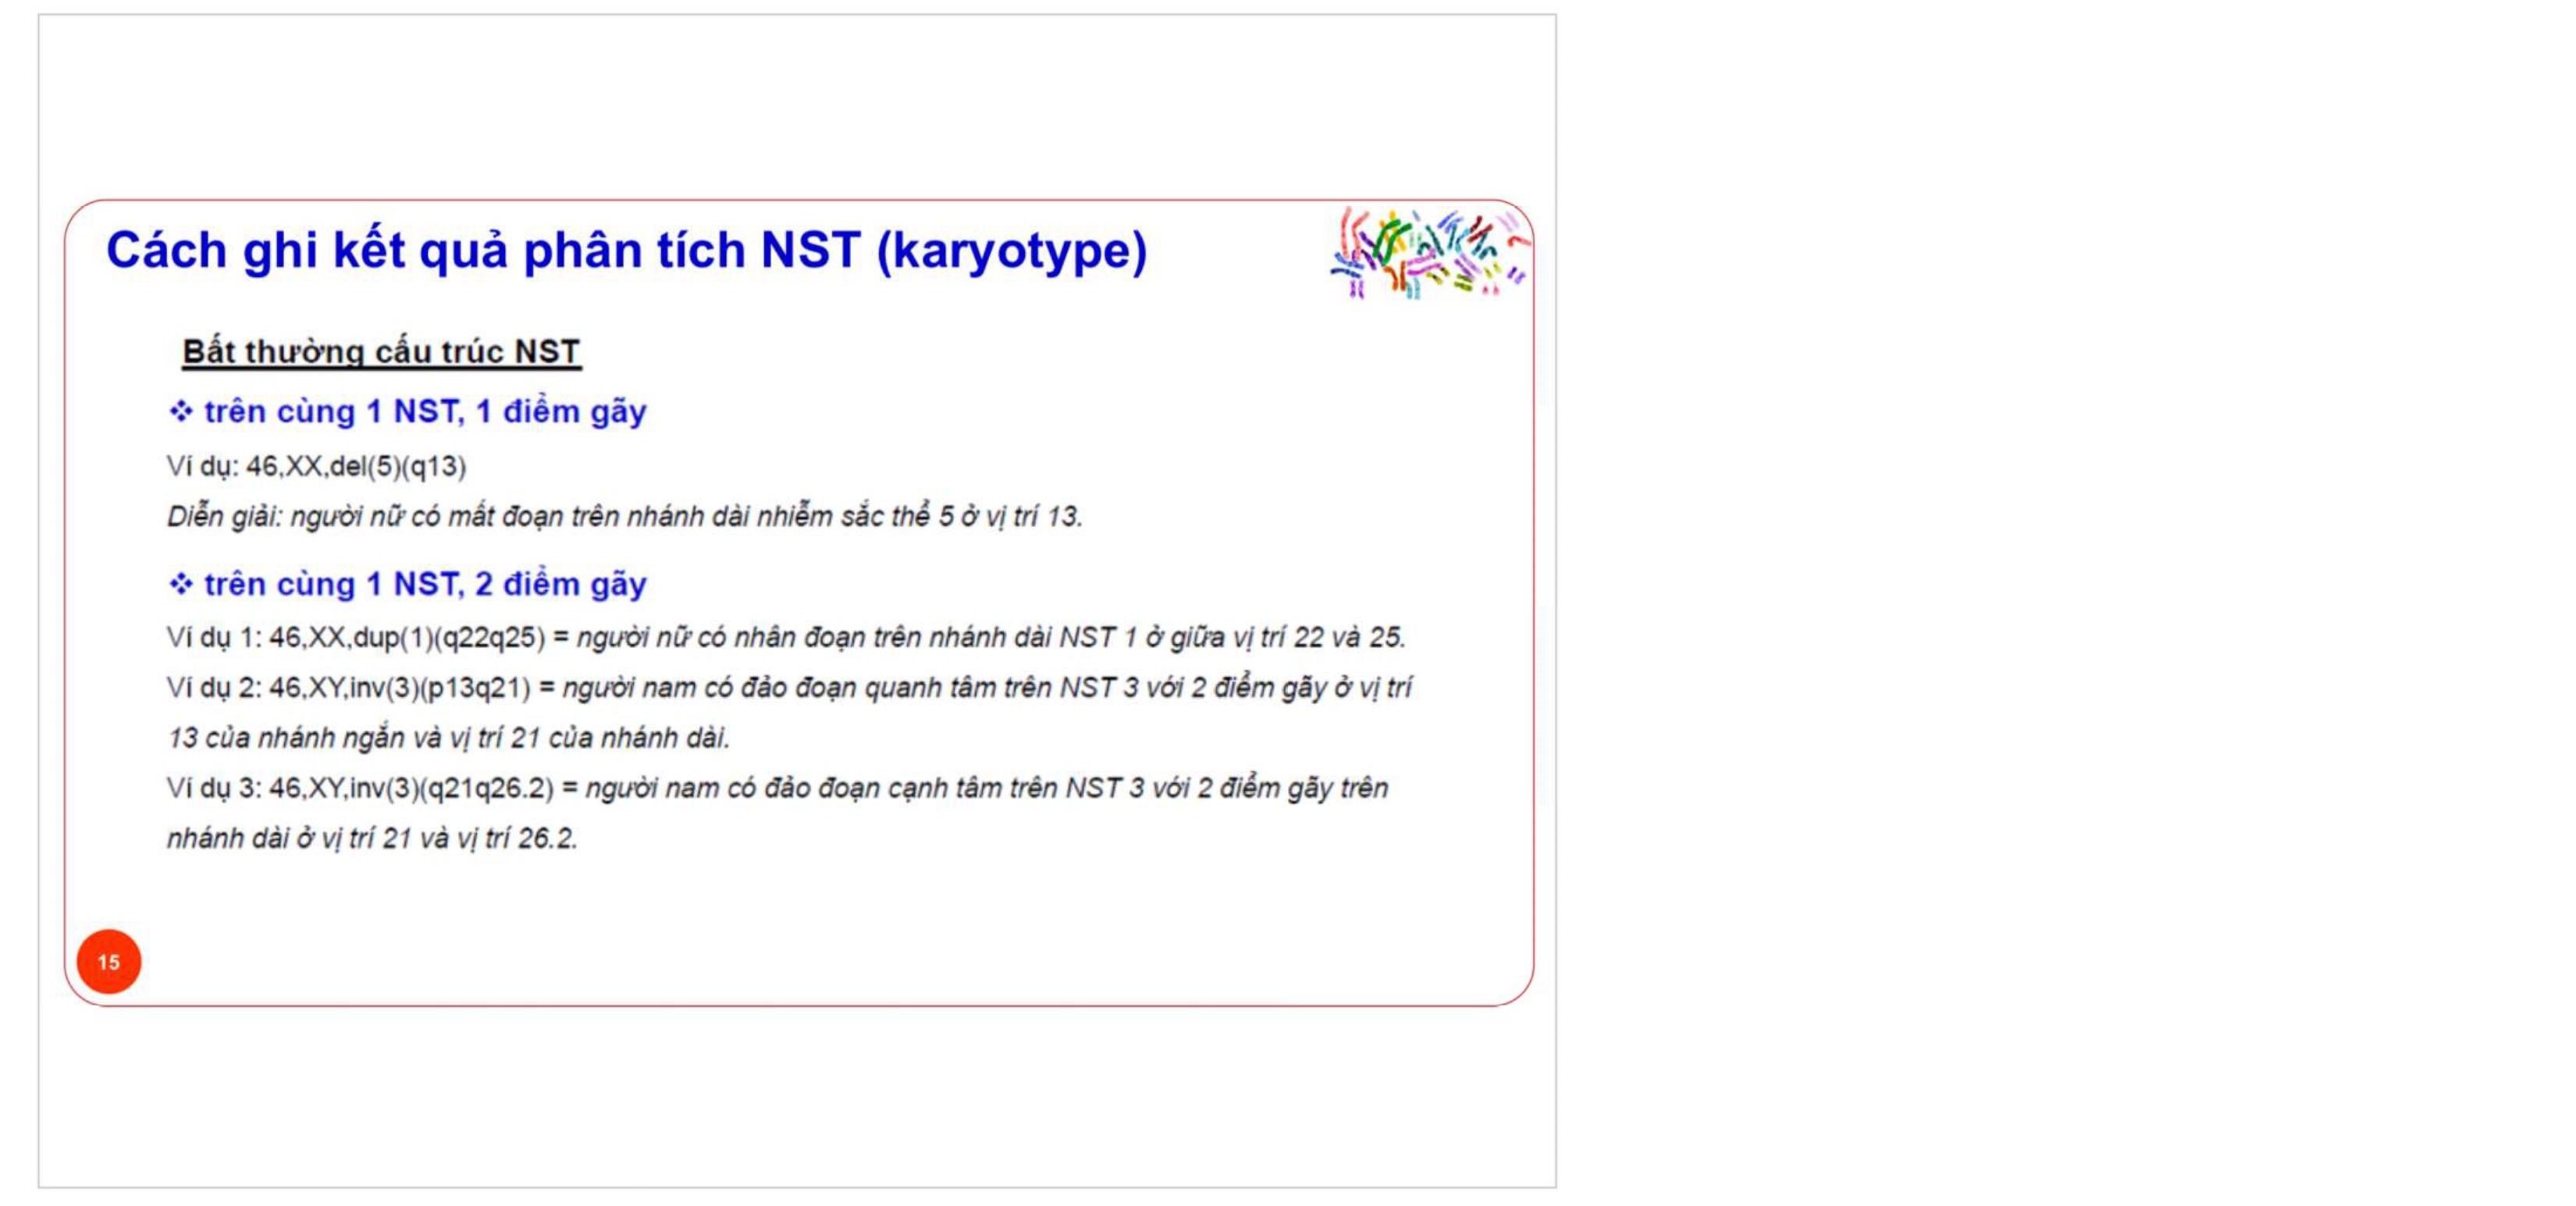 Cách ghi kết quả phân tích NST (karyotype)
Bất thường cấu trúc NST
❖ trên cùng 1 NST, 1 điểm gãy
Ví dụ: 46,XX,del(5)(q13)
Diễn giải: người nữ có mất đoạn trên nhánh dài nhiễm sắc thể 5 ở vị trí 13.
❖ trên cùng 1 NST, 2 điểm gãy
Ví dụ 1: 46,XX,dup(1)(q22q25) = người nữ có nhân đoạn trên nhánh dài NST 1 ở giữa vị trí 22 và 25.
Ví dụ 2: 46,XY,inv(3)(p13q21) = người nam có đảo đoạn quanh tâm trên NST 3 với 2 điểm gãy ở vị trí
13 của nhánh ngắn và vị trí 21 của nhánh dài.
Ví dụ 3: 46,XY,inv(3)(q21q26.2) = người nam có đảo đoạn cạnh tâm trên NST 3 với 2 điểm gãy trên
nhánh dài ở vị trí 21 và vị trí 26.2.
15